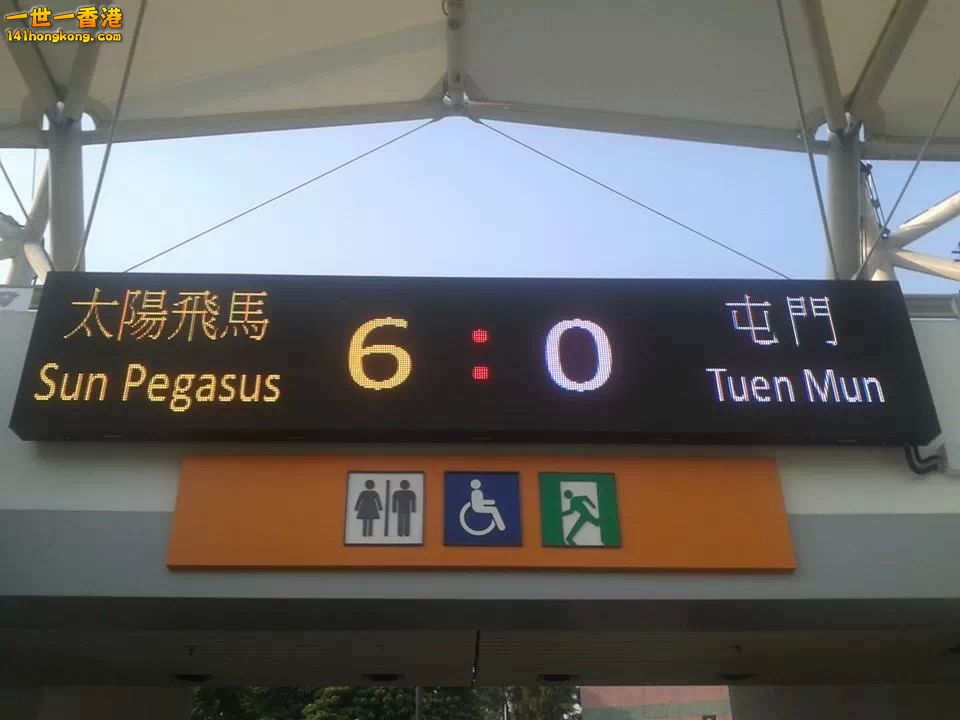 一世一香港
141hongkong.com
太陽飛馬
Sun Pegasus
6:0
屯門
Tuen Mun